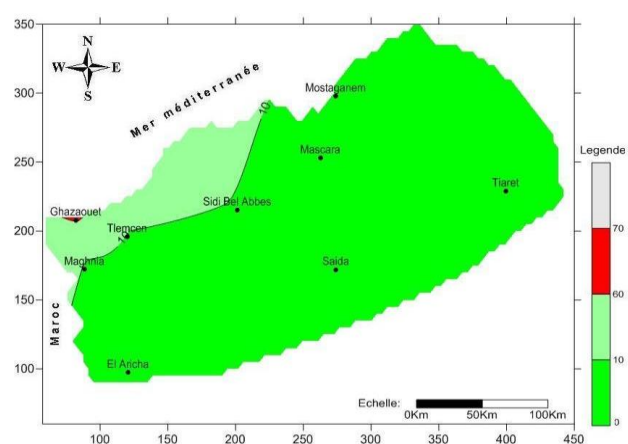 350
300
250
200
150
100
N
W E
S
Mer méditerranée
10
Mostaganem
Mascara
Tiaret
Sidi Bel Abbes
Ghazaouet
Tlemcen
10
Maghnia
Saida
Maroc
El Aricha
Echelle:
0Km 50Km 100Km
100 150 200 250 300 350 400 450
Legende
70
60
10
0